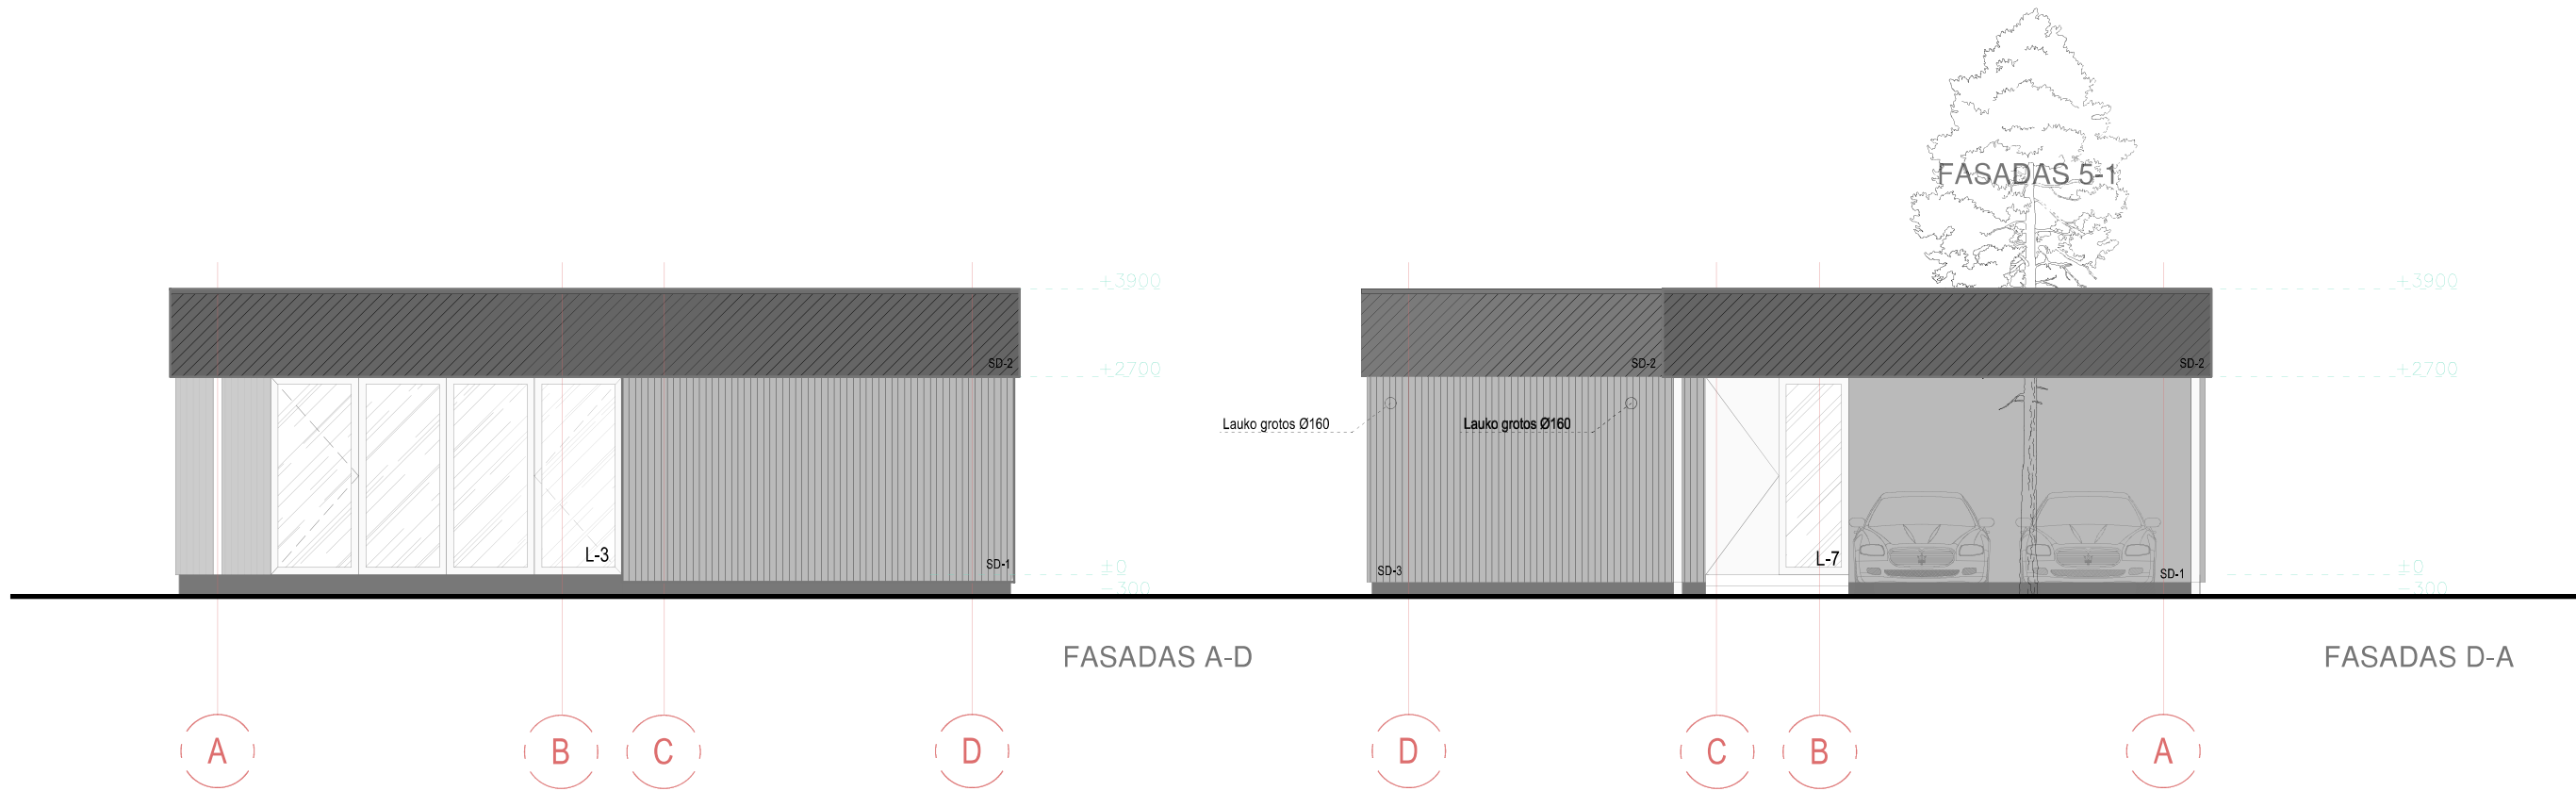 FASADAS 5-1
+3900
+3900
SD-2
SD-2
SD-2
+2700
+2700
Lauko grotos Ø160
Lauko grotos Ø160
L-3
SD-1
L-7
SD-3
SD-1
±0
±0
-300
-300
FASADAS A-D
FASADAS D-A
A
B
C
D
D
C
B
A